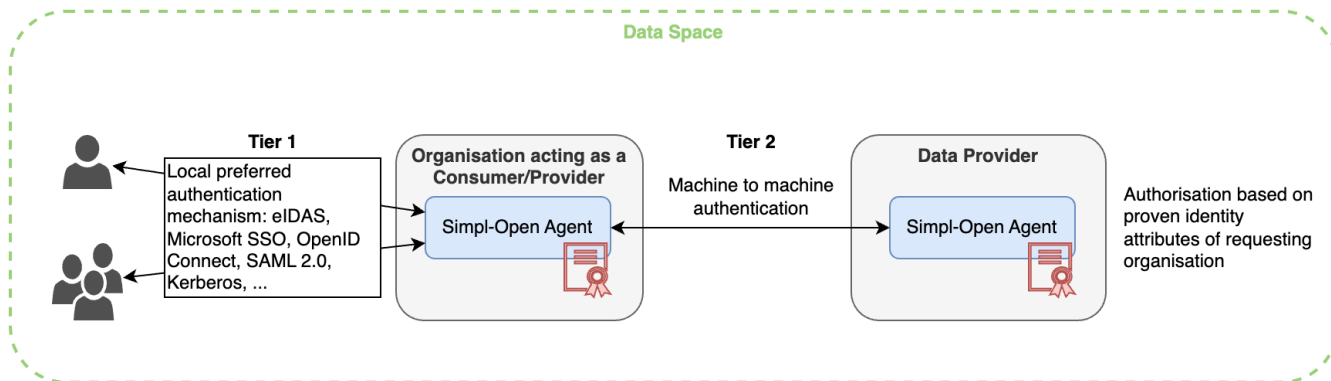 Data Space
Tier 1
Local preferred
authentication
mechanism: eIDAS,
Microsoft SSO, OpenID
Connect, SAML 2.0,
Kerberos, ...
Organisation acting as a
Consumer/Provider
Simpl-Open Agent
Tier 2
Machine to machine
authentication
Data Provider
Simpl-Open Agent
Authorisation based on
proven identity
attributes of requesting
organisation